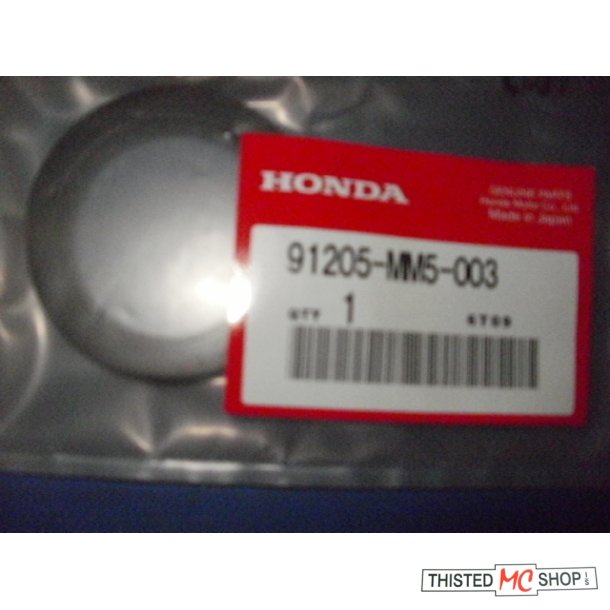 HONDA
GENUINE PARTS
Honda Motor Co., Ltd.
Made in Japan
91205-MM5-003
QTY 1 6T09
THISTED MC SHOP I/S